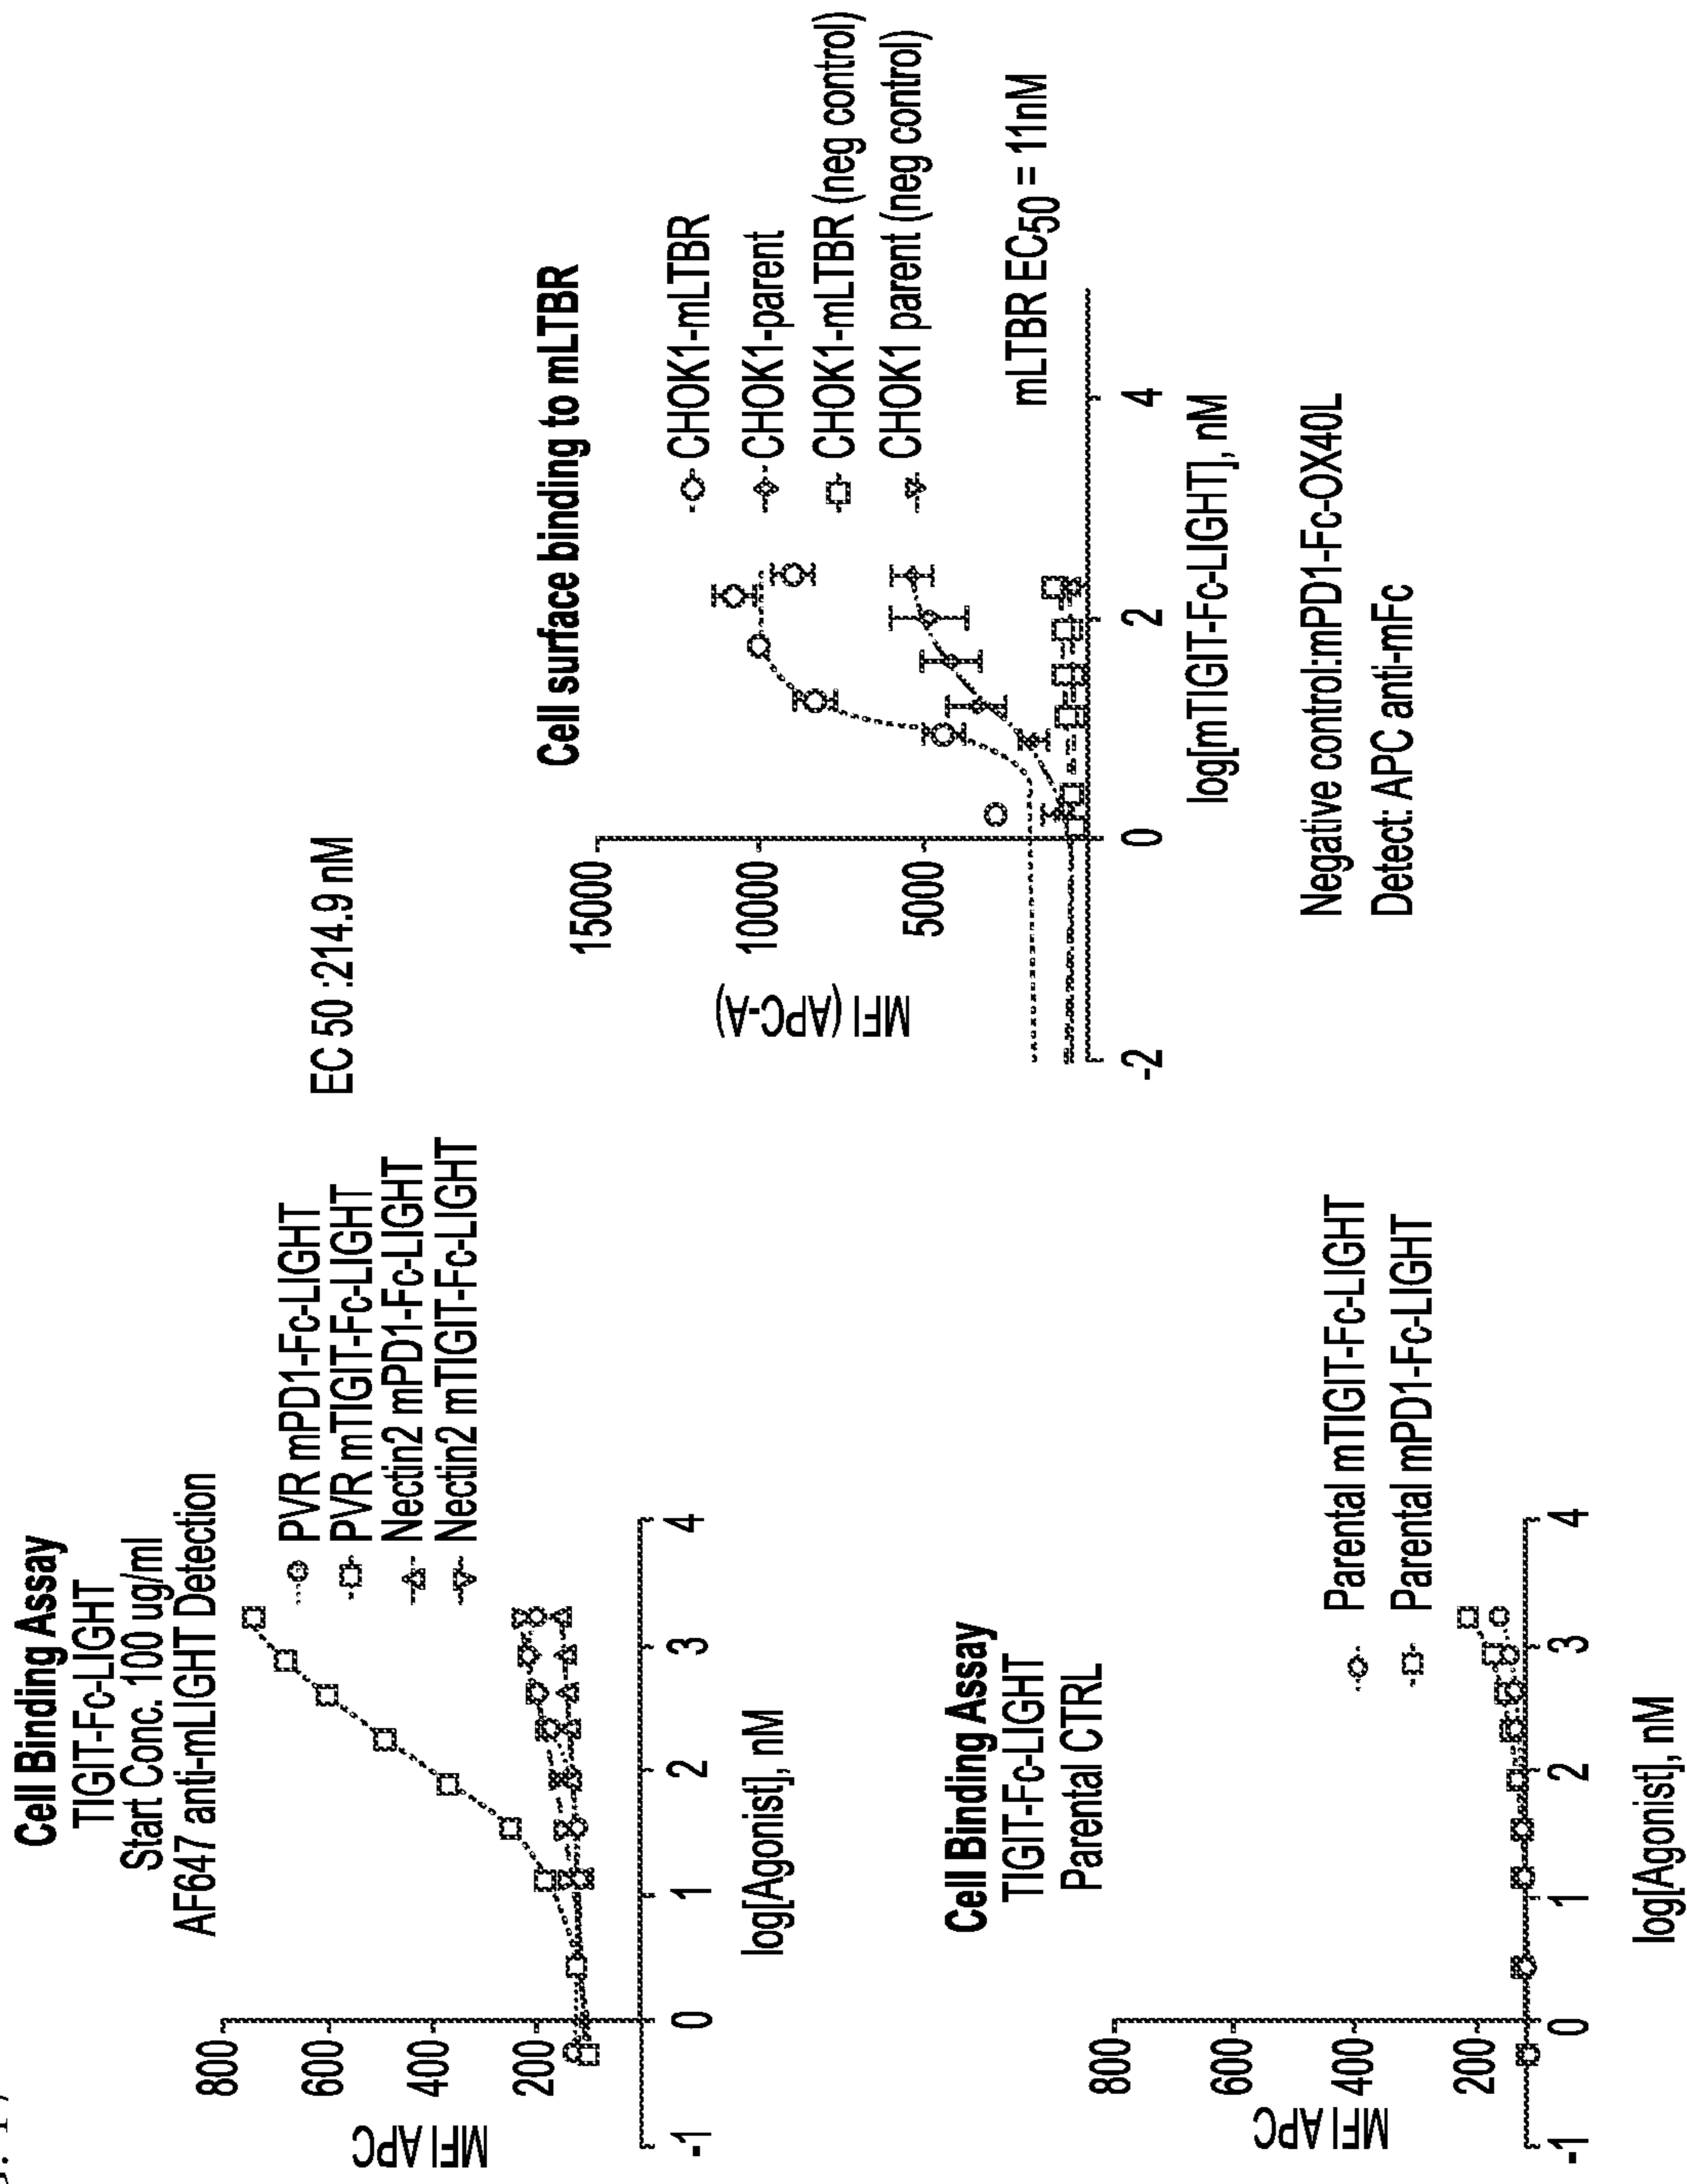 Cell Binding Assay
TIGIT-Fc-LIGHT
Start Conc. 100 ug/ml
AF647 anti-mLIGHT Detection
800
600
400
200
MFI APC
-1
0
1
2
3
4
log[Agonist], nM
PVR mPD1-Fc-LIGHT
PVR mTIGIT-Fc-LIGHT
Nectin2 mPD1-Fc-LIGHT
Nectin2 mTIGIT-Fc-LIGHT
EC 50 :214.9 nM
Cell surface binding to mLTBR
15000
10000
5000
MFI (APC-A)
-2
0
2
4
log[mTIGIT-Fc-LIGHT], nM
CHOK1-mLTBR
CHOK1-parent
CHOK1-mLTBR (neg control)
CHOK1 parent (neg control)
mLTBR EC50 = 11nM
Negative control:mPD1-Fc-OX40L
Detect: APC anti-mFc
Cell Binding Assay
TIGIT-Fc-LIGHT
Parental CTRL
800
600
400
200
MFI APC
-1
0
1
2
3
4
log[Agonist], nM
Parental mTIGIT-Fc-LIGHT
Parental mPD1-Fc-LIGHT